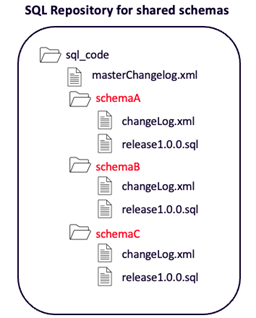 SQL Repository for shared schemas
sql_code
masterChangelog.xml
schemaA
changeLog.xml
release1.0.0.sql
schemaB
changeLog.xml
release1.0.0.sql
schemaC
changeLog.xml
release1.0.0.sql